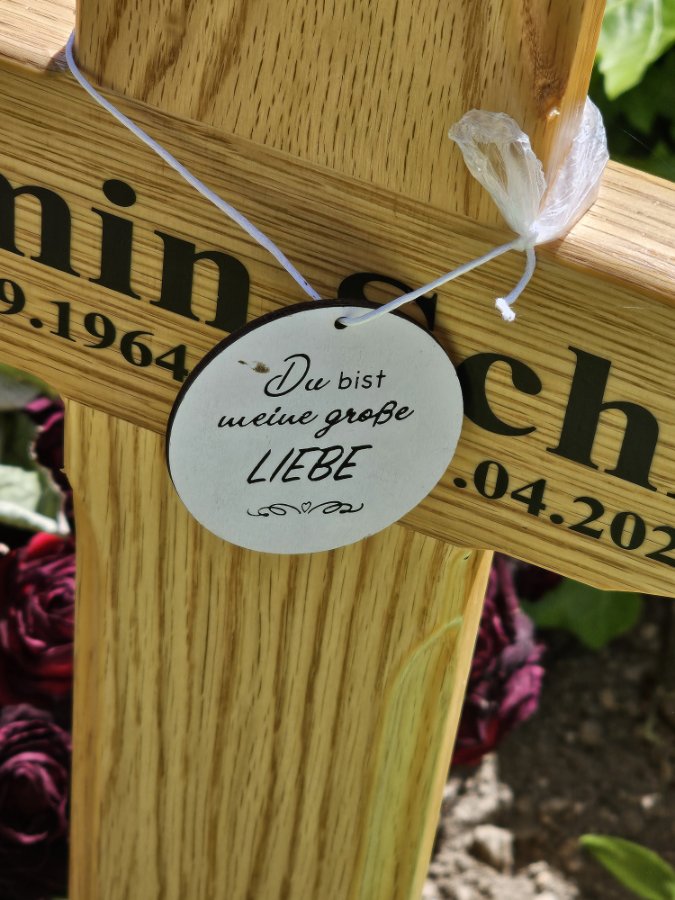 min Sch
9.1964
.04.202
Du bist
meine große
LIEBE